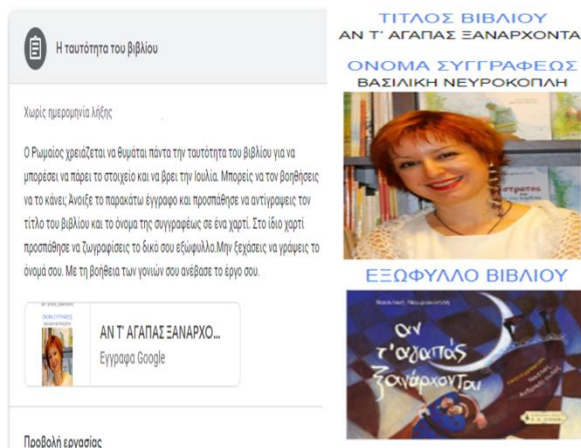 Η ταυτότητα του βιβλίου
Χωρίς ημερομηνία λήξης
Ο Ρωμαίος χρειάζεται να θυμάται πάντα την ταυτότητα του βιβλίου για να
μπορέσει να πάρει το στοιχείο και να βρει την Ιουλία. Μπορείς να τον βοηθήσεις
να το κάνει; Άνοιξε το παρακάτω έγγραφο και προσπάθησε να αντίγραψεις τον
τίτλο του βιβλίου και το όνομα της συγγραφέως σε ένα χαρτί. Στο ίδιο χαρτί
προσπάθησε να ζωγραφίσεις το δικό σου εξώφυλλο.Μην ξεχάσεις να γράψεις το
όνομά σου. Με τη βοήθεια των γονιών σου ανέβασε το έργο σου.
ΑΝ Τ' ΑΓΑΠΑΣ ΞΑΝΑΡΧΟ...
Έγγραφα Google
Προβολή εργασίας
ΤΙΤΛΟΣ ΒΙΒΛΙΟΥ
ΑΝ Τ' ΑΓΑΠΑΣ ΞΑΝΑΡΧΟΝΤΑ
ΟΝΟΜΑ ΣΥΓΓΡΑΦΕΩΣ
ΒΑΣΙΛΙΚΗ ΝΕΥΡΟΚΟΠΛΗ
ΕΞΩΦΥΛΛΟ ΒΙΒΛΙΟΥ
Βασιλική Νευροκοπλή
αν
τ'αγαπάς
ξανάρχονται